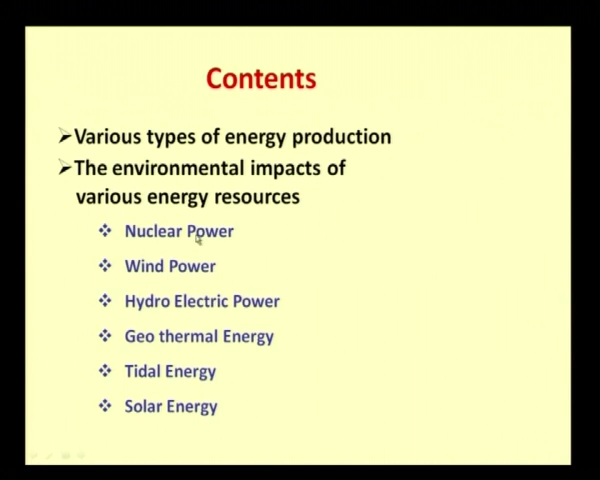 Contents
Various types of energy production
The environmental impacts of
various energy resources
Nuclear Power
Wind Power
Hydro Electric Power
Geo thermal Energy
Tidal Energy
Solar Energy